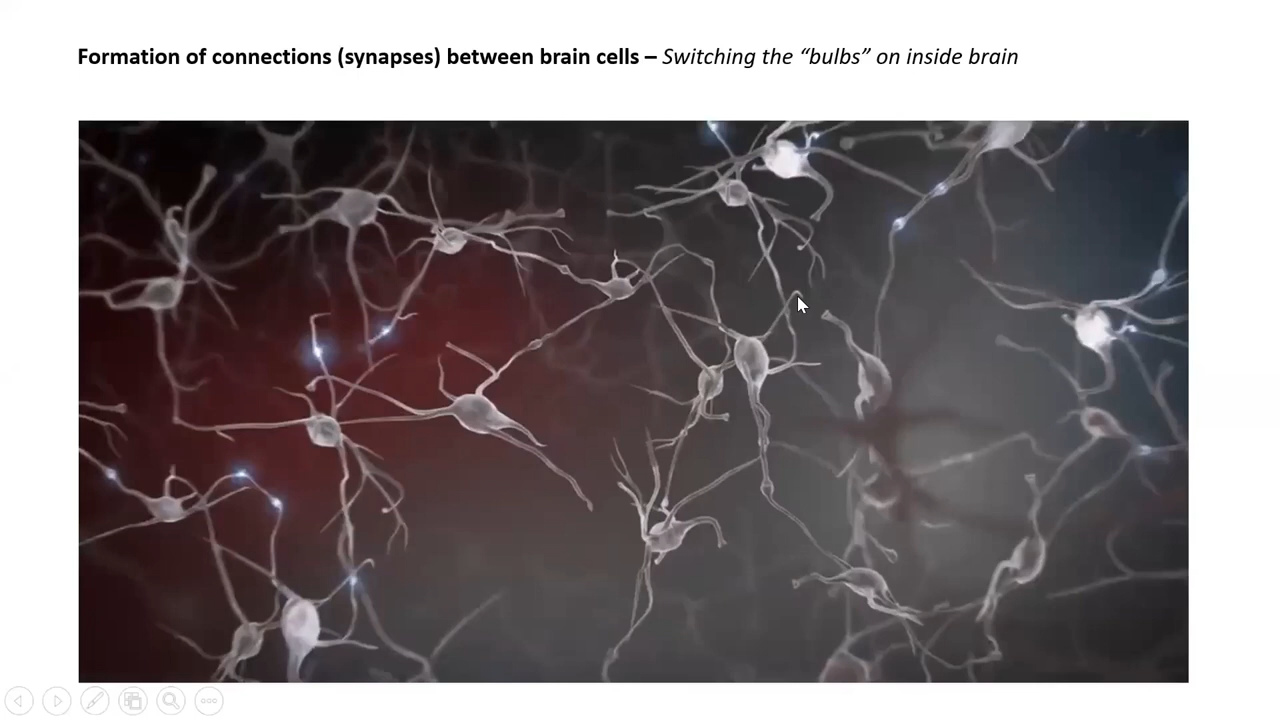 Formation of connections (synapses) between brain cells – Switching the “bulbs” on inside brain